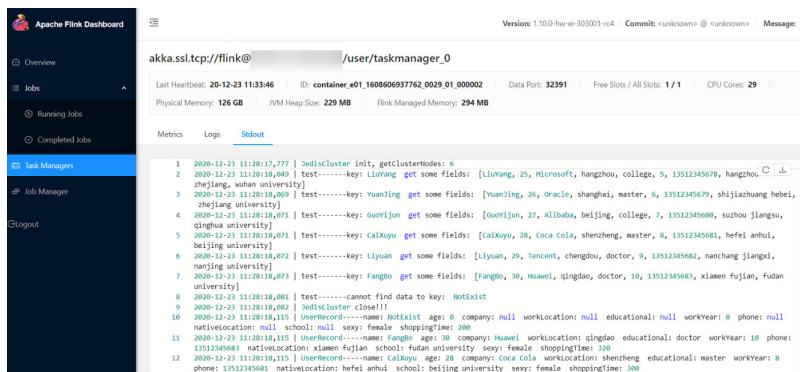 Apache Flink Dashboard
Version: 1.10.0-hw-ei-303001-rc4 Commit: <unknown> @ <unknown> Message:
Overview
Jobs
Running Jobs
Completed Jobs
Task Managers
Job Manager
Logout
akka.ssl.tcp://flink@ /user/taskmanager_0
Last Heartbeat: 20-12-23 11:33:46 ID: container_e01_1608606937762_0029_01_000002 Data Port: 32391 Free Slots / All Slots: 1 / 1 CPU Cores: 29
Physical Memory: 126 GB JVM Heap Size: 229 MB Flink Managed Memory: 294 MB
Metrics Logs Stdout
1 2020-12-23 11:28:17,777 | JedisCluster init, getClusterNodes: 6
2 2020-12-23 11:28:18,049 | test-------key: LiuYang get some fields: [LiuYang, 25, Microsoft, hangzhou, college, 5, 13512345678, hangzhou
zhejiang, wuhan university]
3 2020-12-23 11:28:18,069 | test-------key: YuanJing get some fields: [YuanJing, 26, Oracle, shanghai, master, 6, 13512345679, shijiazhuang hebei,
zhejiang university]
4 2020-12-23 11:28:18,071 | test-------key: GuoYijun get some fields: [GuoYijun, 27, Alibaba, beijing, college, 7, 13512345680, suzhou jiangsu,
qinghua university]
5 2020-12-23 11:28:18,071 | test-------key: CaiXuyu get some fields: [CaiXuyu, 28, Coca Cola, shenzheng, master, 8, 13512345681, hefei anhui,
beijing university]
6 2020-12-23 11:28:18,072 | test-------key: Liyuan get some fields: [Liyuan, 29, Tencent, chengdou, doctor, 9, 13512345682, nanchang jiangxi,
nanjing university]
7 2020-12-23 11:28:18,073 | test-------key: FangBo get some fields: [FangBo, 30, Huawei, qingdao, doctor, 10, 13512345683, xiamen fujian, fudan
university]
8 2020-12-23 11:28:18,081 | test-------cannot find data to key: NotExist
9 2020-12-23 11:28:18,082 | JedisCluster close!!!
10 2020-12-23 11:28:18,115 | UserRecord-----name: NotExist age: 0 company: null workLocation: null educational: null workYear: 0 phone: null
nativeLocation: null school: null sexy: female shoppingTime: 200
11 2020-12-23 11:28:18,115 | UserRecord-----name: FangBo age: 30 company: Huawei workLocation: qingdao educational: doctor workYear: 10 phone:
13512345683 nativeLocation: xiamen fujian school: fudan university sexy: female shoppingTime: 320
12 2020-12-23 11:28:18,115 | UserRecord-----name: CaiXuyu age: 28 company: Coca Cola workLocation: shenzheng educational: master workYear: 8
phone: 13512345681 nativeLocation: hefei anhui school: beijing university sexy: female shoppingTime: 300